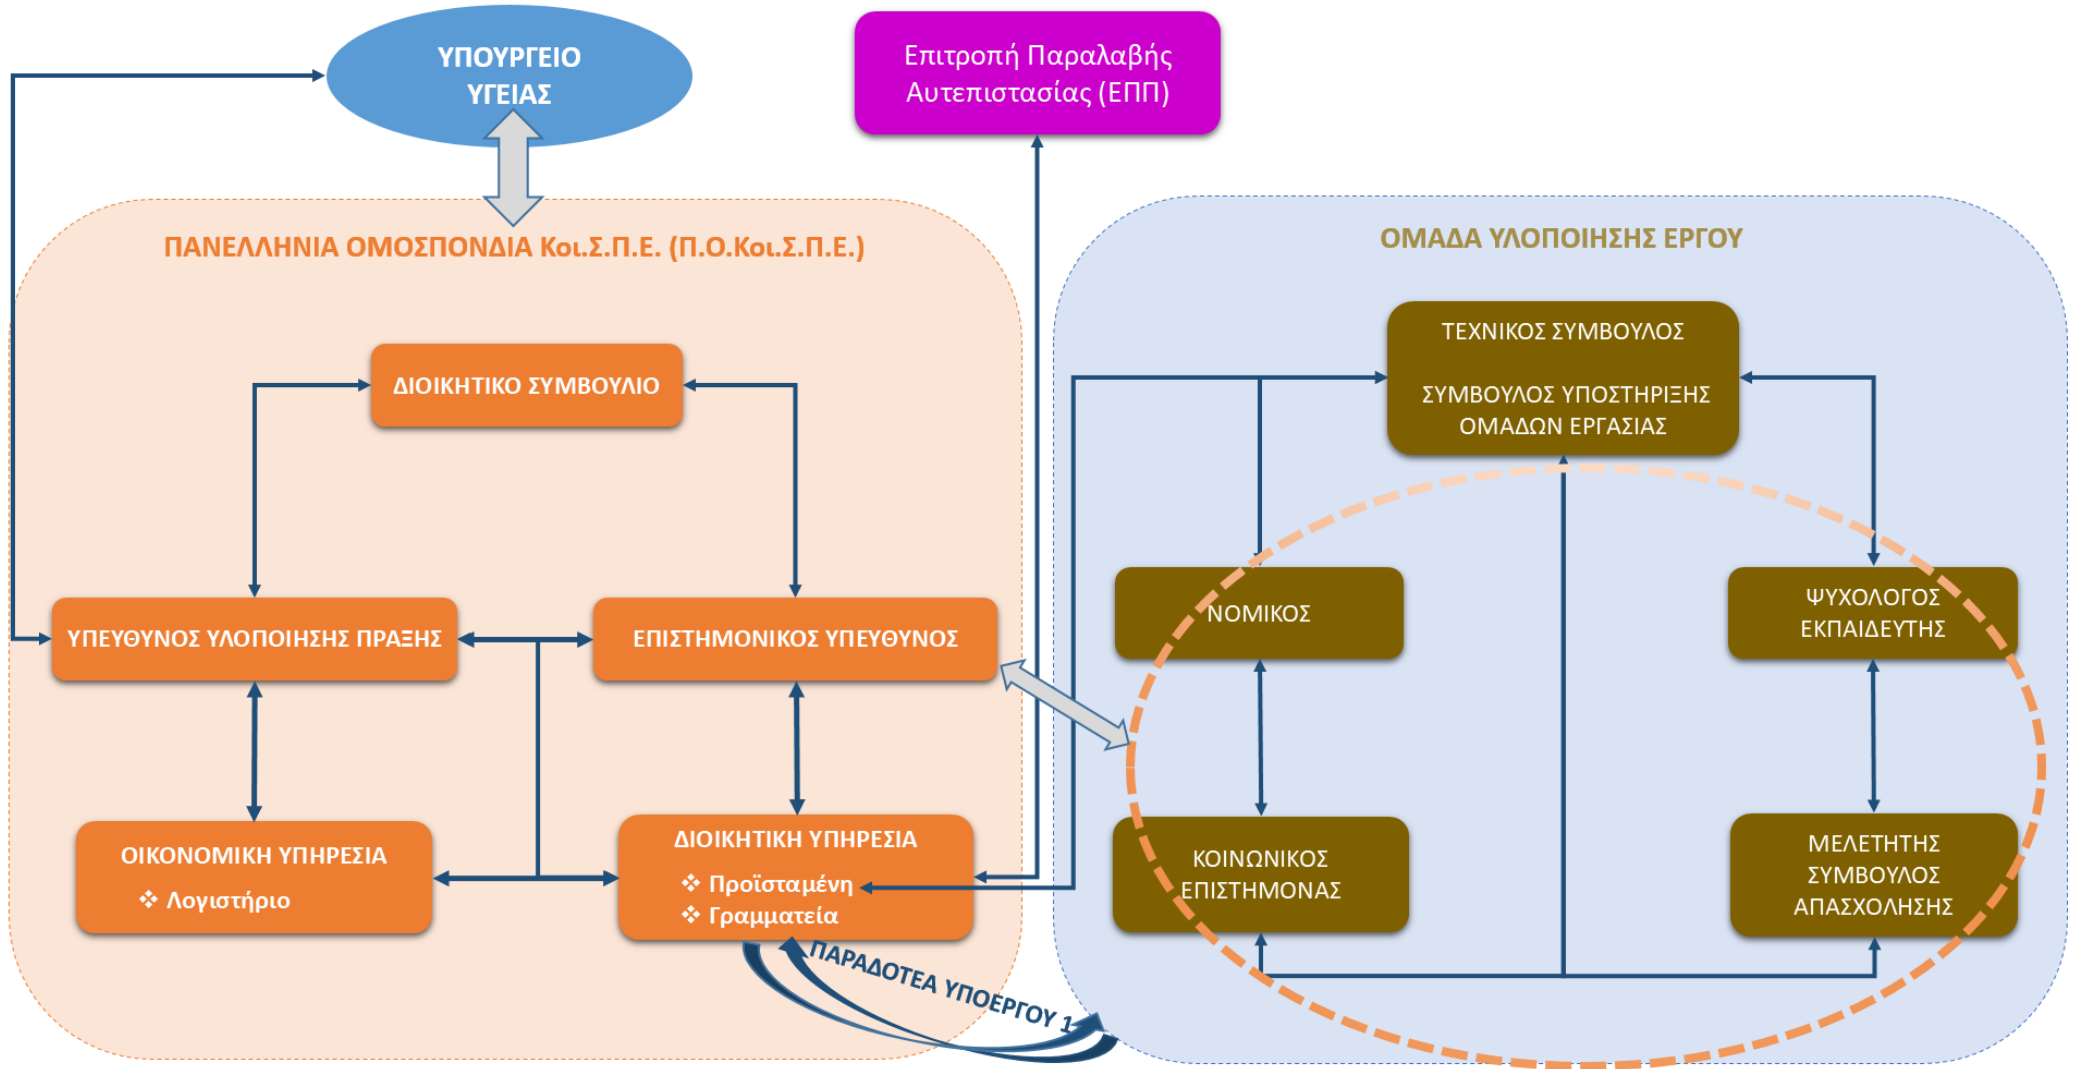 ΥΠΟΥΡΓΕΙΟ
ΥΓΕΙΑΣ
Επιτροπή Παραλαβής
Αυτεπιστασίας (ΕΠΠ)
ΠΑΝΕΛΛΗΝΙΑ ΟΜΟΣΠΟΝΔΙΑ Κοι.Σ.Π.Ε. (Π.Ο.Κοι.Σ.Π.Ε.)
ΔΙΟΙΚΗΤΙΚΟ ΣΥΜΒΟΥΛΙΟ
ΥΠΕΥΘΥΝΟΣ ΥΛΟΠΟΙΗΣΗΣ ΠΡΑΞΗΣ
ΕΠΙΣΤΗΜΟΝΙΚΟΣ ΥΠΕΥΘΥΝΟΣ
ΟΙΚΟΝΟΜΙΚΗ ΥΠΗΡΕΣΙΑ
❖ Λογιστήριο
ΔΙΟΙΚΗΤΙΚΗ ΥΠΗΡΕΣΙΑ
❖ Προϊσταμένη
❖ Γραμματεία
ΠΑΡΑΔΟΤΕΑ ΥΠΟΕΡΓΟΥ 1
ΟΜΑΔΑ ΥΛΟΠΟΙΗΣΗΣ ΕΡΓΟΥ
ΤΕΧΝΙΚΟΣ ΣΥΜΒΟΥΛΟΣ
ΣΥΜΒΟΥΛΟΣ ΥΠΟΣΤΗΡΙΞΗΣ
ΟΜΑΔΩΝ ΕΡΓΑΣΙΑΣ
ΝΟΜΙΚΟΣ
ΨΥΧΟΛΟΓΟΣ
ΕΚΠΑΙΔΕΥΤΗΣ
ΚΟΙΝΩΝΙΚΟΣ
ΕΠΙΣΤΗΜΟΝΑΣ
ΜΕΛΕΤΗΤΗΣ
ΣΥΜΒΟΥΛΟΣ
ΑΠΑΣΧΟΛΗΣΗΣ